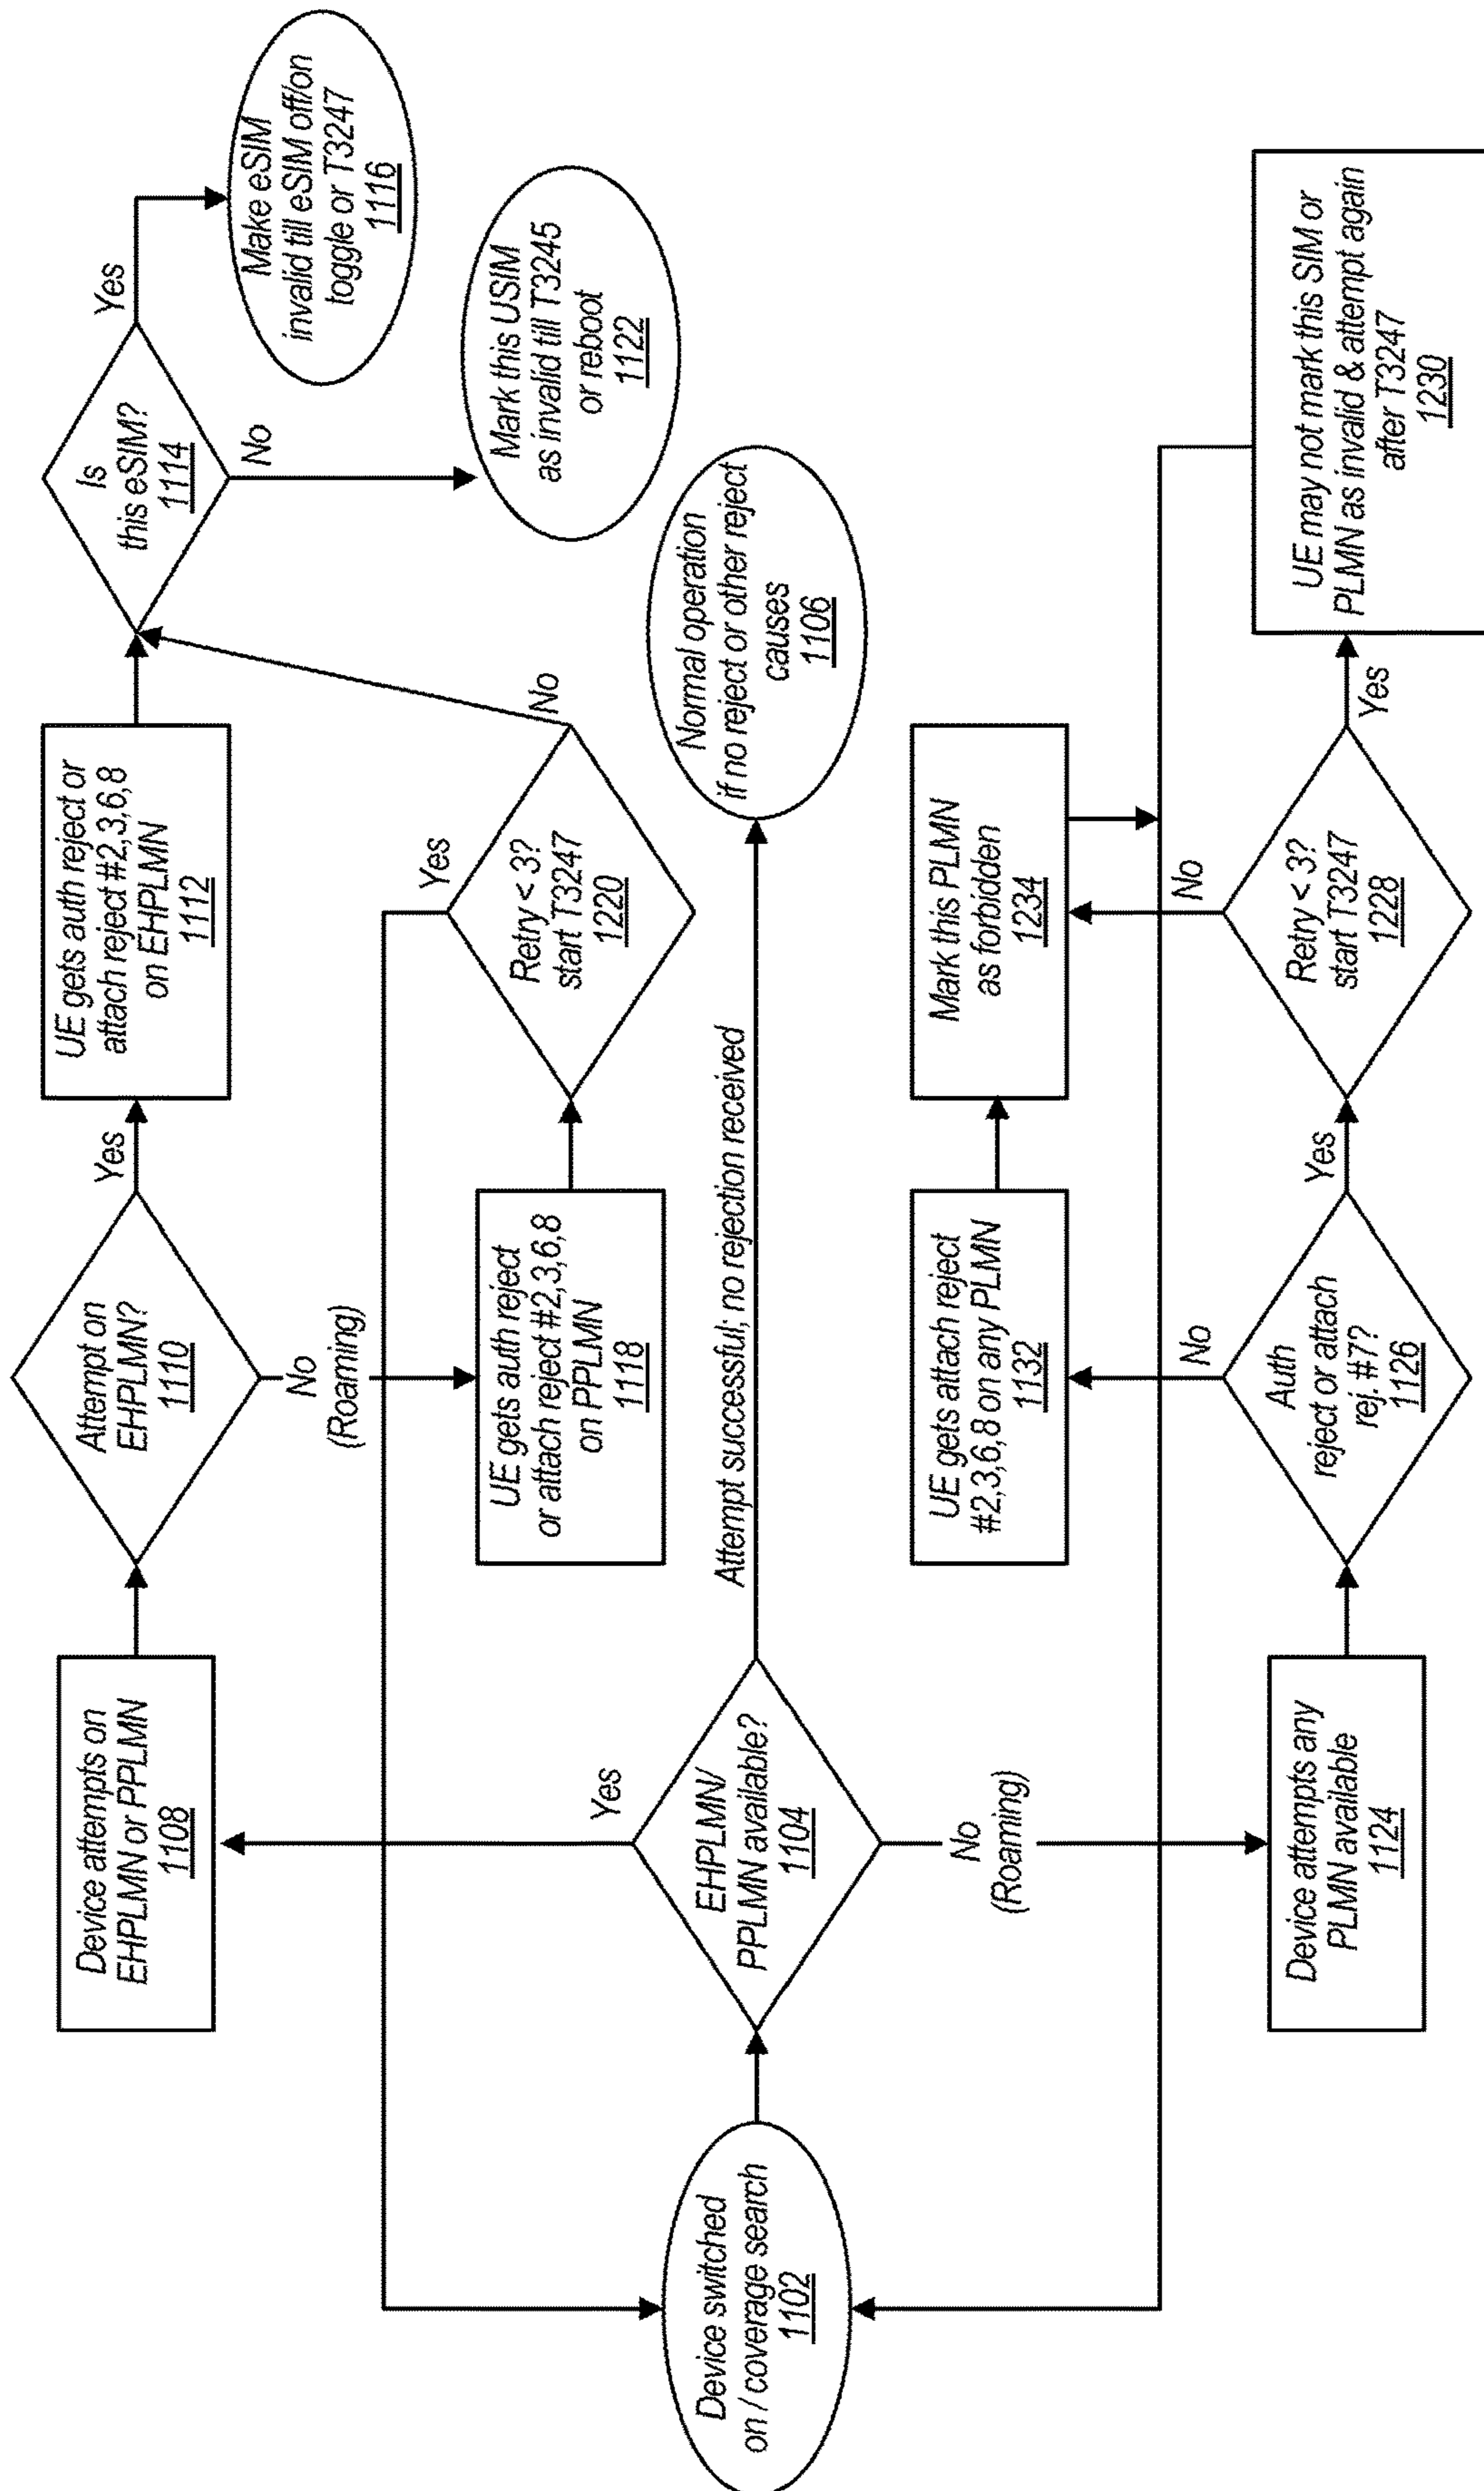 Device switched
on / coverage search
1102
EHPLMN/
PPLMN available?
1104
Yes
No
(Roaming)
Attempt successful; no rejection received
Normal operation
if no reject or other reject
causes
1106
Device attempts on
EHPLMN or PPLMN
1108
Attempt on
EHPLMN?
1110
Yes
No
(Roaming)
UE gets auth reject or
attach reject #2,3,6,8
on EHPLMN
1112
Is
this eSIM?
1114
Yes
No
Make eSIM
invalid till eSIM off/on
toggle or T3247
1116
UE gets auth reject
or attach reject #2,3,6,8
on PPLMN
1118
Retry < 3?
start T3247
1220
Yes
No
Mark this USIM
as invalid till T3245
or reboot
1122
Device attempts any
PLMN available
1124
Auth
reject or attach
rej. #7?
1126
Yes
No
Retry < 3?
start T3247
1228
Yes
No
UE may not mark this SIM or
PLMN as invalid & attempt again
after T3247
1230
UE gets attach reject
#2,3,6,8 on any PLMN
1132
Mark this PLMN
as forbidden
1234